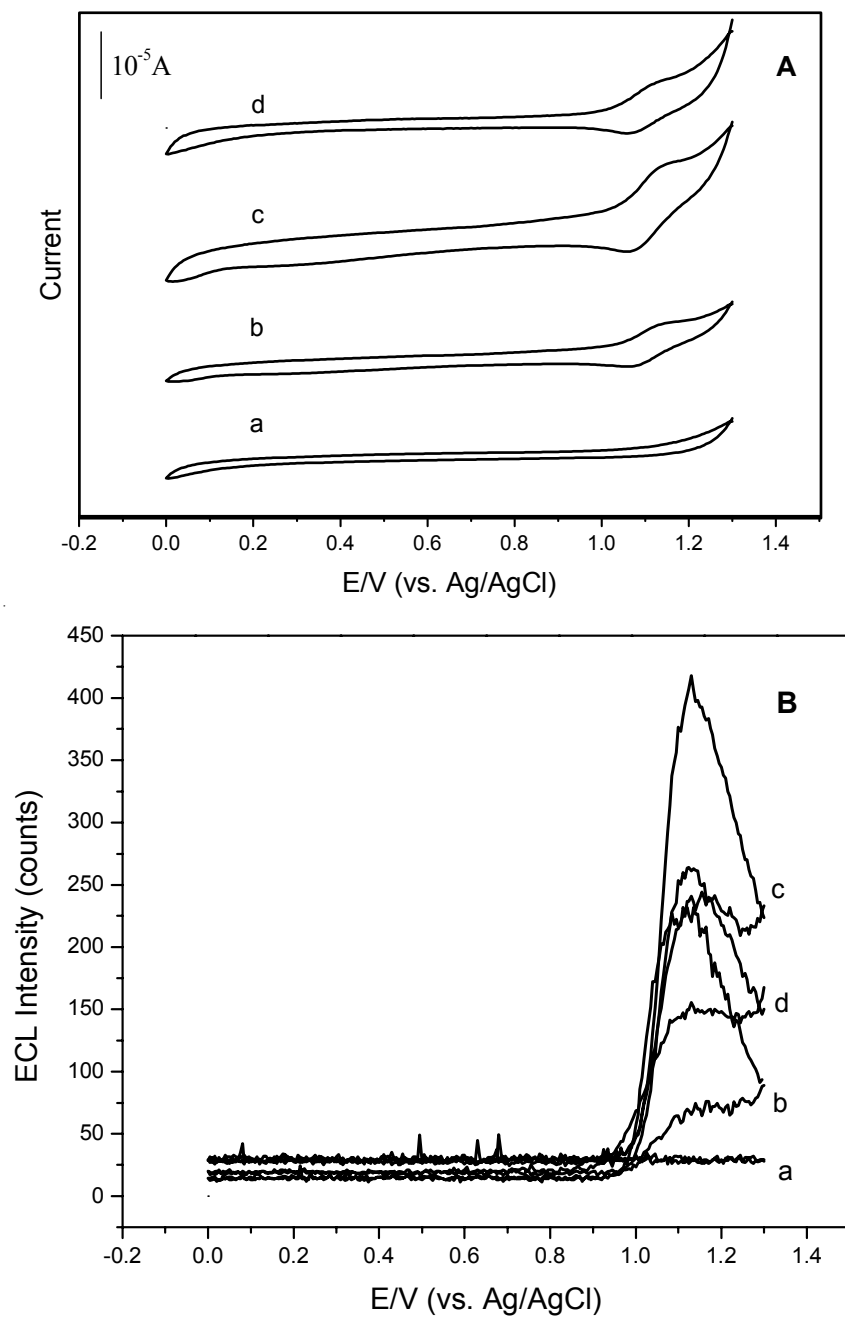 10-5A
A
d
c
b
a
Current
-0.2 0.0 0.2 0.4 0.6 0.8 1.0 1.2 1.4
E/V (vs. Ag/AgCl)
450
400
350
300
250
200
150
100
50
0
B
c
d
b
a
ECL Intensity (counts)
-0.2 0.0 0.2 0.4 0.6 0.8 1.0 1.2 1.4
E/V (vs. Ag/AgCl)